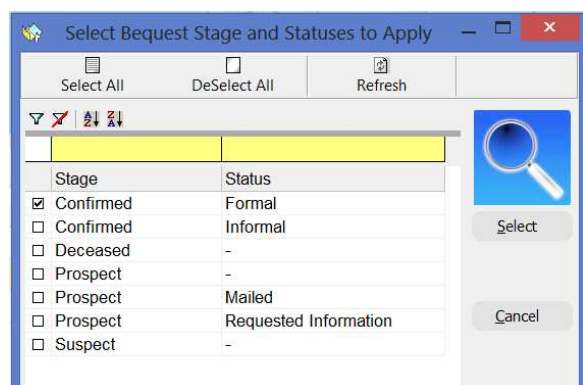 Select Bequest Stage and Statuses to Apply
Select All DeSelect All Refresh
Stage Status
Confirmed Formal
Confirmed Informal
Deceased -
Prospect -
Prospect Mailed
Prospect Requested Information
Suspect -
Select
Cancel